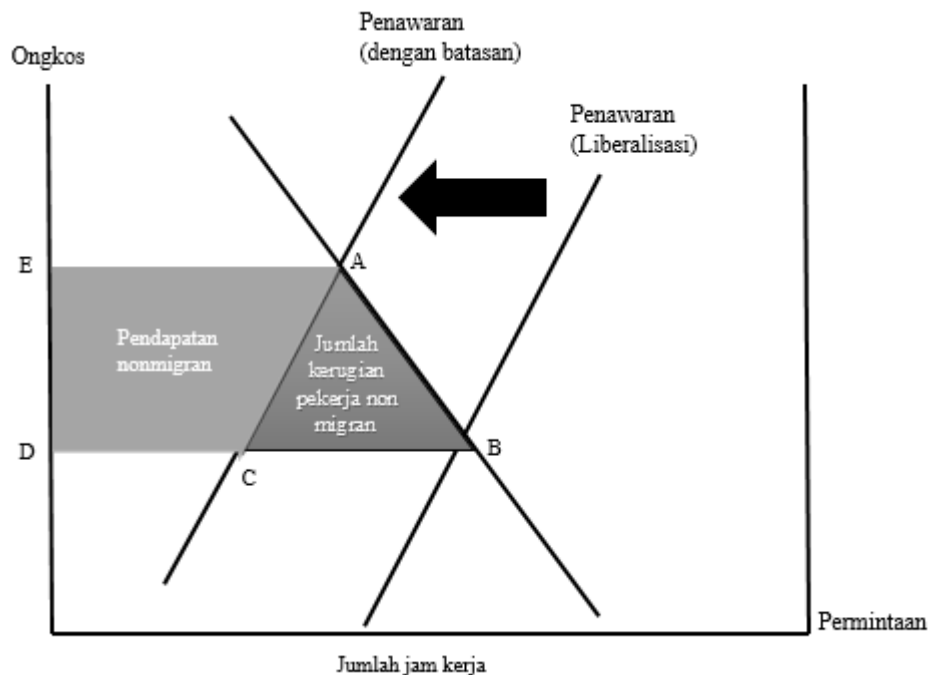 Penawaran
(dengan batasan)
Ongkos
Penawaran
(Liberalisasi)
E
A
Pendapatan
nonmigran
Jumlah
kerugian
pekerja non
migran
D
B
C
Permintaan
Jumlah jam kerja